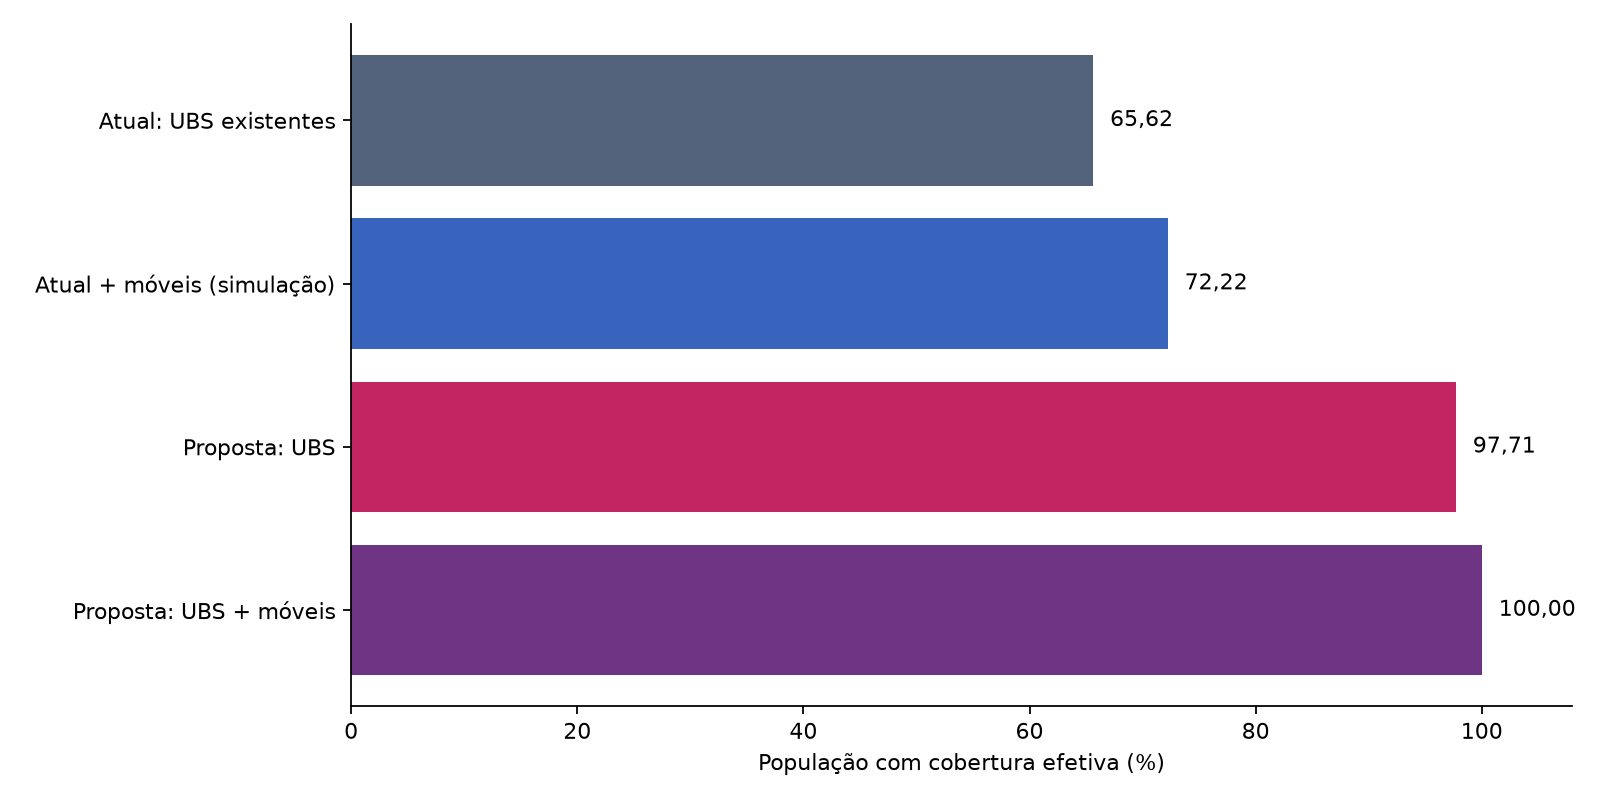 Atual: UBS existentes
65,62
Atual + móveis (simulação)
72,22
Proposta: UBS
97,71
Proposta: UBS + móveis
100,00
0 20 40 60 80 100
População com cobertura efetiva (%)